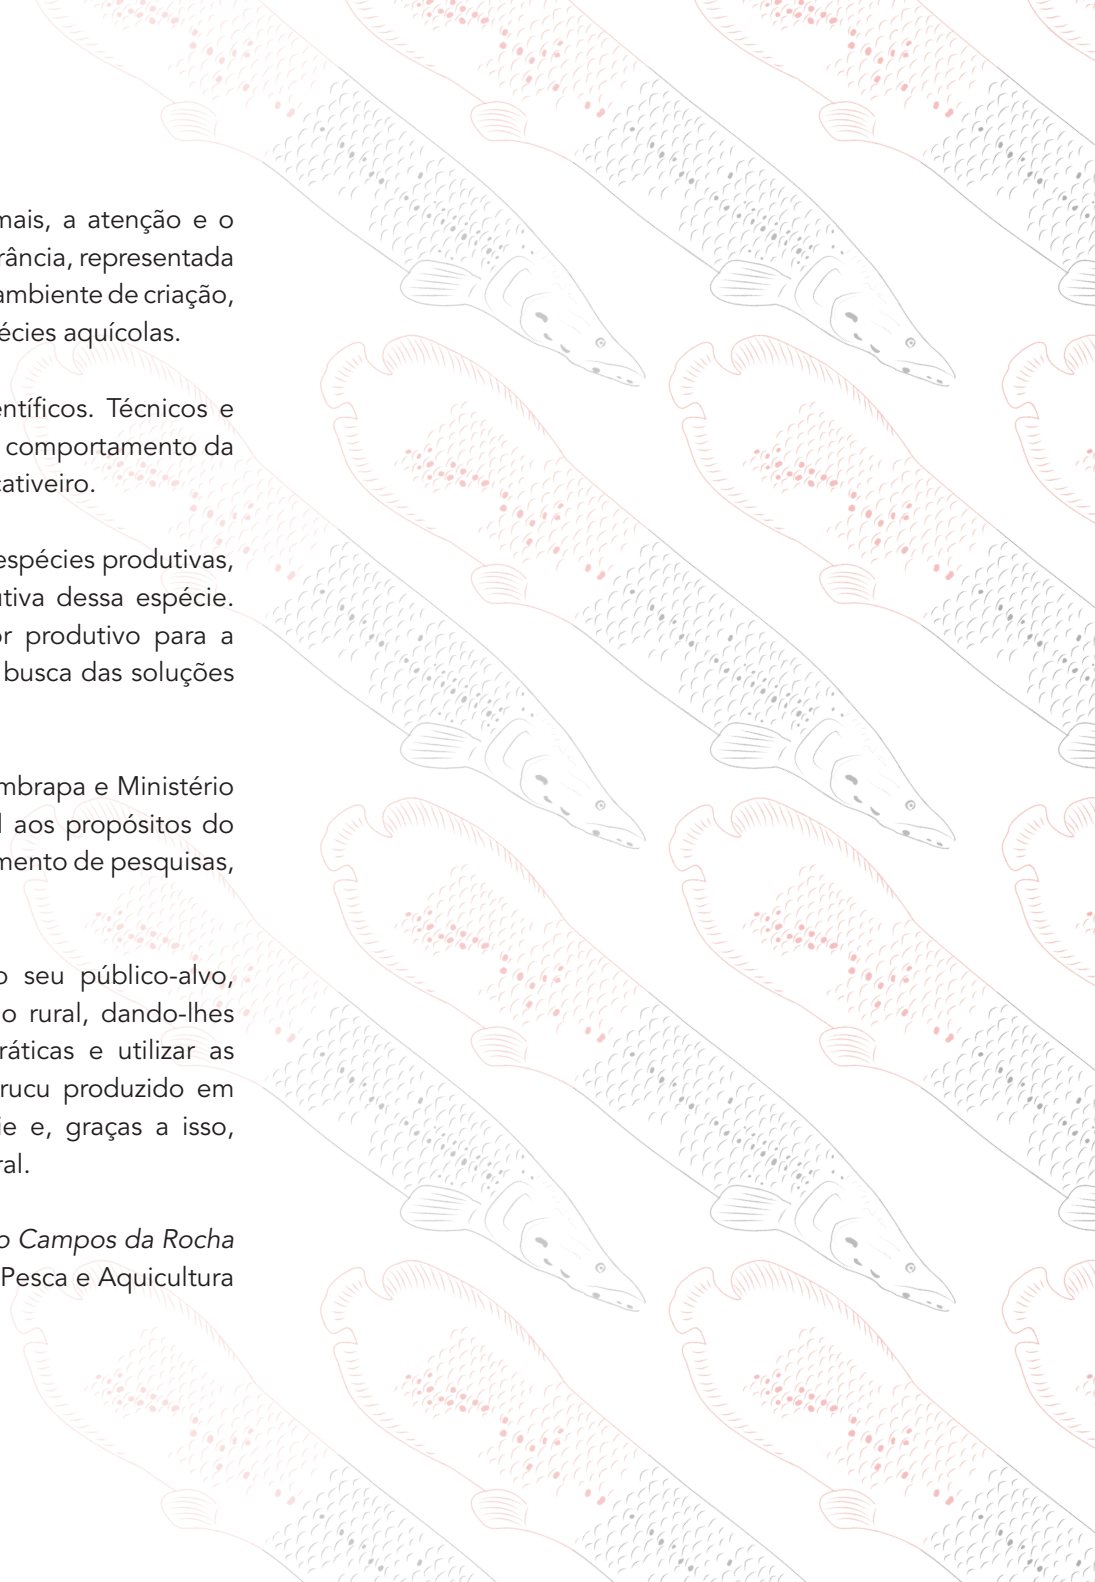 mais, a atenção e o
rância, representada
ambiente de criação,
écies aquícolas.
entíficos. Técnicos e
comportamento da
cativeiro.
espécies produtivas,
utiva dessa espécie.
or produtivo para a
busca das soluções
mbrapa e Ministério
l aos propósitos do
mento de pesquisas,
o seu público-alvo,
o rural, dando-lhes
ráticas e utilizar as
rucu produzido em
ie e, graças a isso,
ral.
o Campos da Rocha
Pesca e Aquicultura